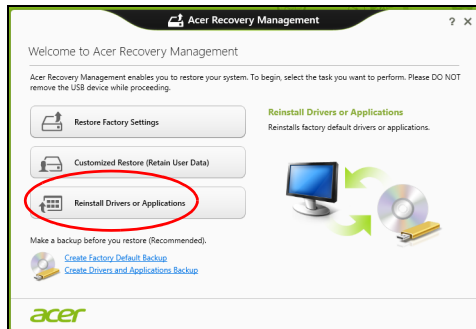 Acer Recovery Management
? X
Welcome to Acer Recovery Management
Acer Recovery Management enables you to restore your system. To begin, select the task you want to perform. Please DO NOT
remove the USB device while proceeding.
Restore Factory Settings
Customized Restore (Retain User Data)
Reinstall Drivers or Applications
Reinstall Drivers or Applications
Reinstalls factory default drivers or applications.
Make a backup before you restore (Recommended).
Create Factory Default Backup
Create Drivers and Applications Backup
acer